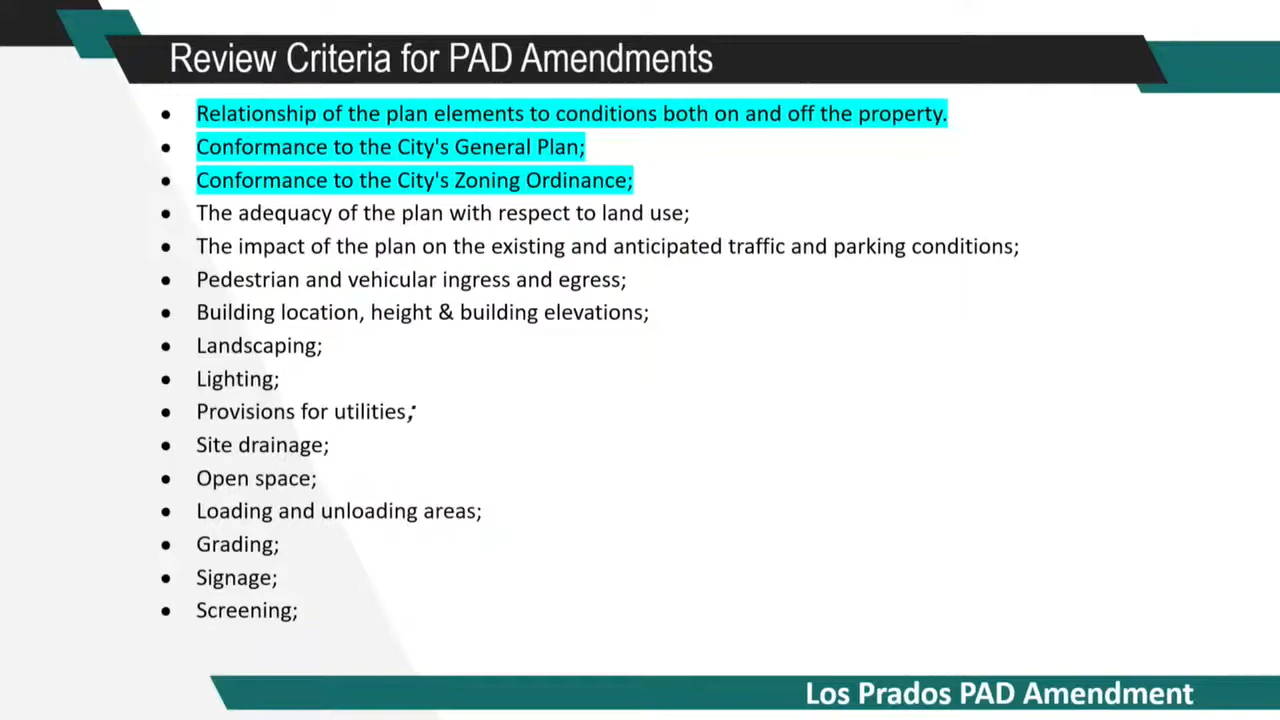 Review Criteria for PAD Amendments
• Relationship of the plan elements to conditions both on and off the property.
• Conformance to the City's General Plan;
• Conformance to the City's Zoning Ordinance;
• The adequacy of the plan with respect to land use;
• The impact of the plan on the existing and anticipated traffic and parking conditions;
• Pedestrian and vehicular ingress and egress;
• Building location, height & building elevations;
• Landscaping;
• Lighting;
• Provisions for utilities;
• Site drainage;
• Open space;
• Loading and unloading areas;
• Grading;
• Signage;
• Screening;
Los Prados PAD Amendment